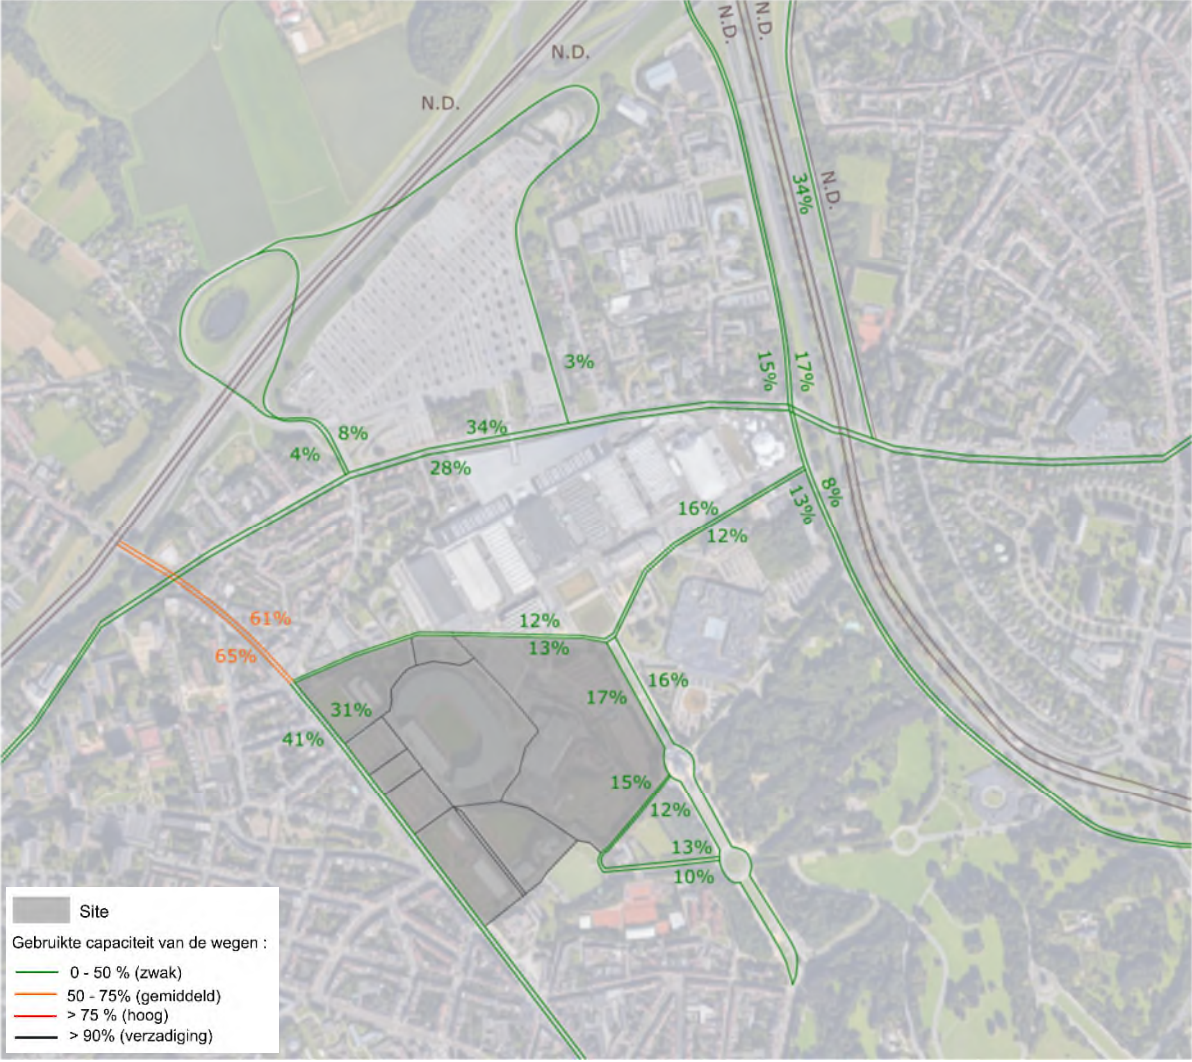 N.D.
N.D.
N.D.
N.D.
34%
N.D.
3%
15%
17%
34%
8%
4%
28%
8%
13%
16%
12%
61%
65%
12%
13%
16%
17%
31%
41%
15%
12%
13%
10%
Site
Gebruikte capaciteit van de wegen :
0 - 50 % (zwak)
50 - 75% (gemiddeld)
> 75 % (hoog)
> 90% (verzadiging)